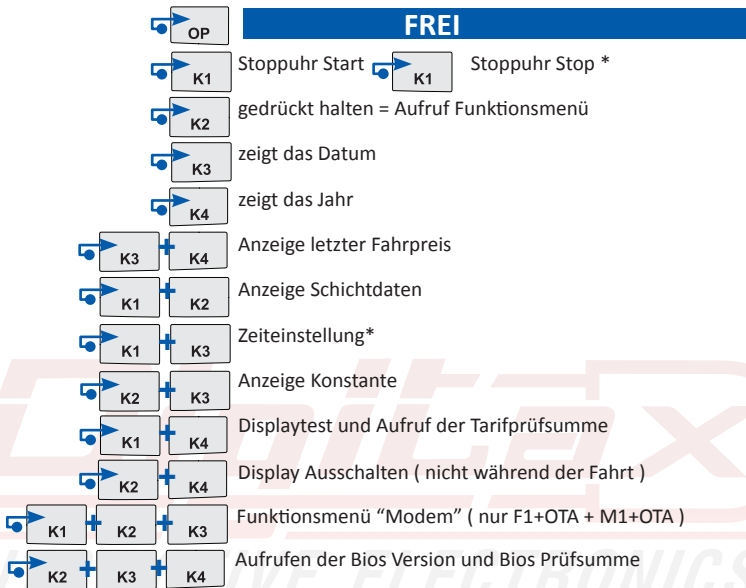 OP FREI
K1 Stoppuhr Start K1 Stoppuhr Stop *
K2 gedrückt halten = Aufruf Funktionsmenü
K3 zeigt das Datum
K4 zeigt das Jahr
K3 + K4 Anzeige letzter Fahrpreis
K1 + K2 Anzeige Schichtdaten
K1 + K3 Zeiteinstellung*
K2 + K3 Anzeige Konstante
K1 + K4 Displaytest und Aufruf der Tarifprüfsumme
K2 + K4 Display Ausschalten ( nicht während der Fahrt )
K1 + K2 + K3 Funktionsmenü “Modem” ( nur F1+OTA + M1+OTA )
K2 + K3 + K4 Aufrufen der Bios Version und Bios Prüfsumme
Digitax
ELECTRONICS